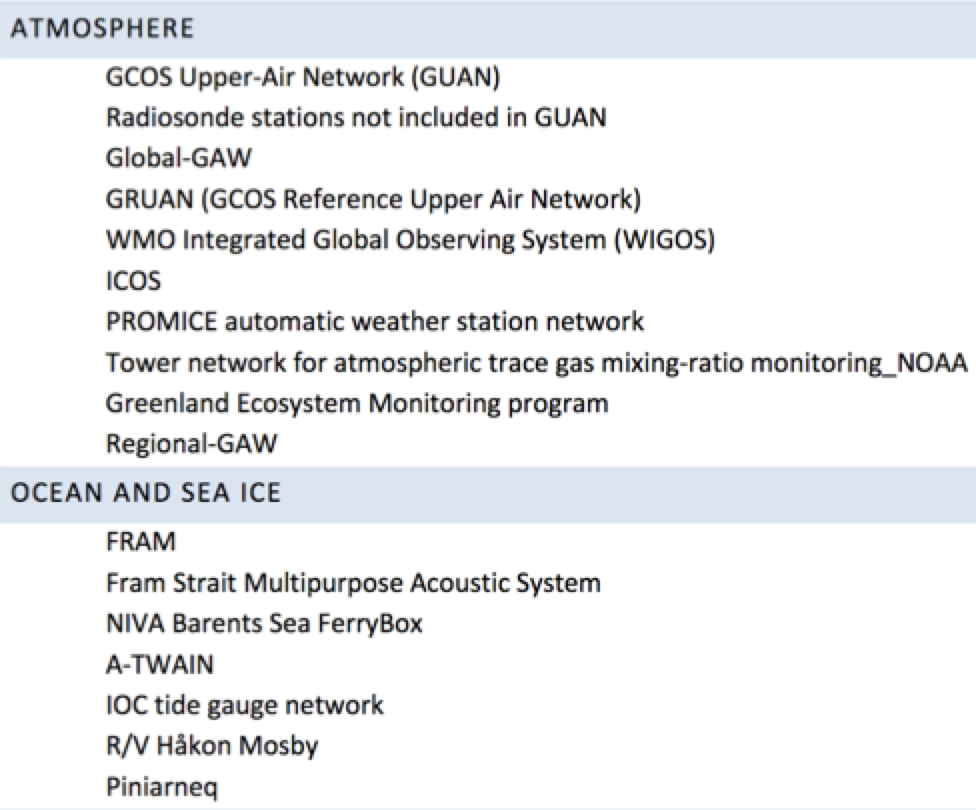 ATMOSPHERE
GCOS Upper-Air Network (GUAN)
Radiosonde stations not included in GUAN
Global-GAW
GRUAN (GCOS Reference Upper Air Network)
WMO Integrated Global Observing System (WIGOS)
ICOS
PROMICE automatic weather station network
Tower network for atmospheric trace gas mixing-ratio monitoring_NOAA
Greenland Ecosystem Monitoring program
Regional-GAW
OCEAN AND SEA ICE
FRAM
Fram Strait Multipurpose Acoustic System
NIVA Barents Sea FerryBox
A-TWAIN
IOC tide gauge network
R/V Håkon Mosby
Piniarneq